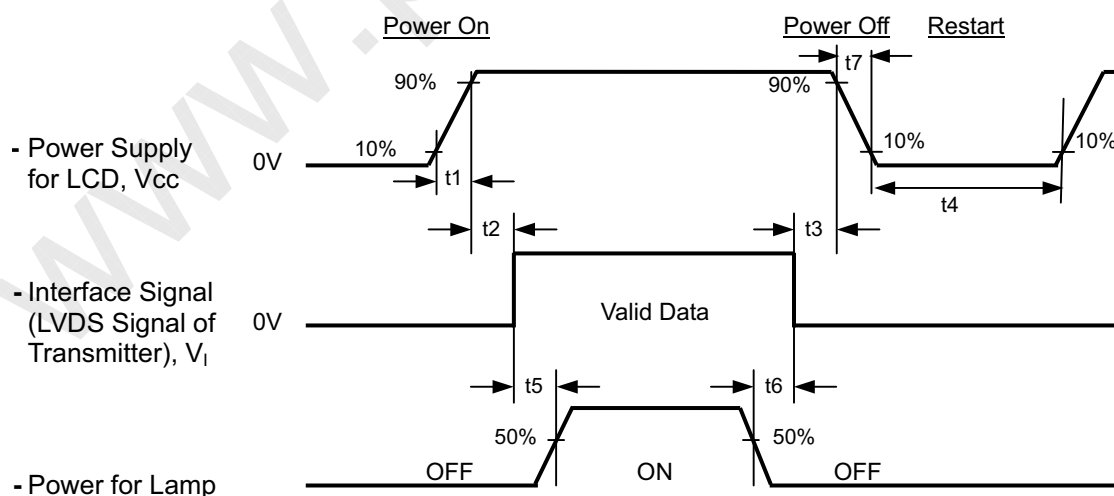 Power On
Power Off
Restart
t7
90%
90%
10%
10%
10%
- Power Supply
for LCD, Vcc
0V
t1
t4
t2
t3
- Interface Signal
(LVDS Signal of
Transmitter), VI
0V
Valid Data
t5
t6
50%
50%
OFF
ON
OFF
- Power for Lamp
www.